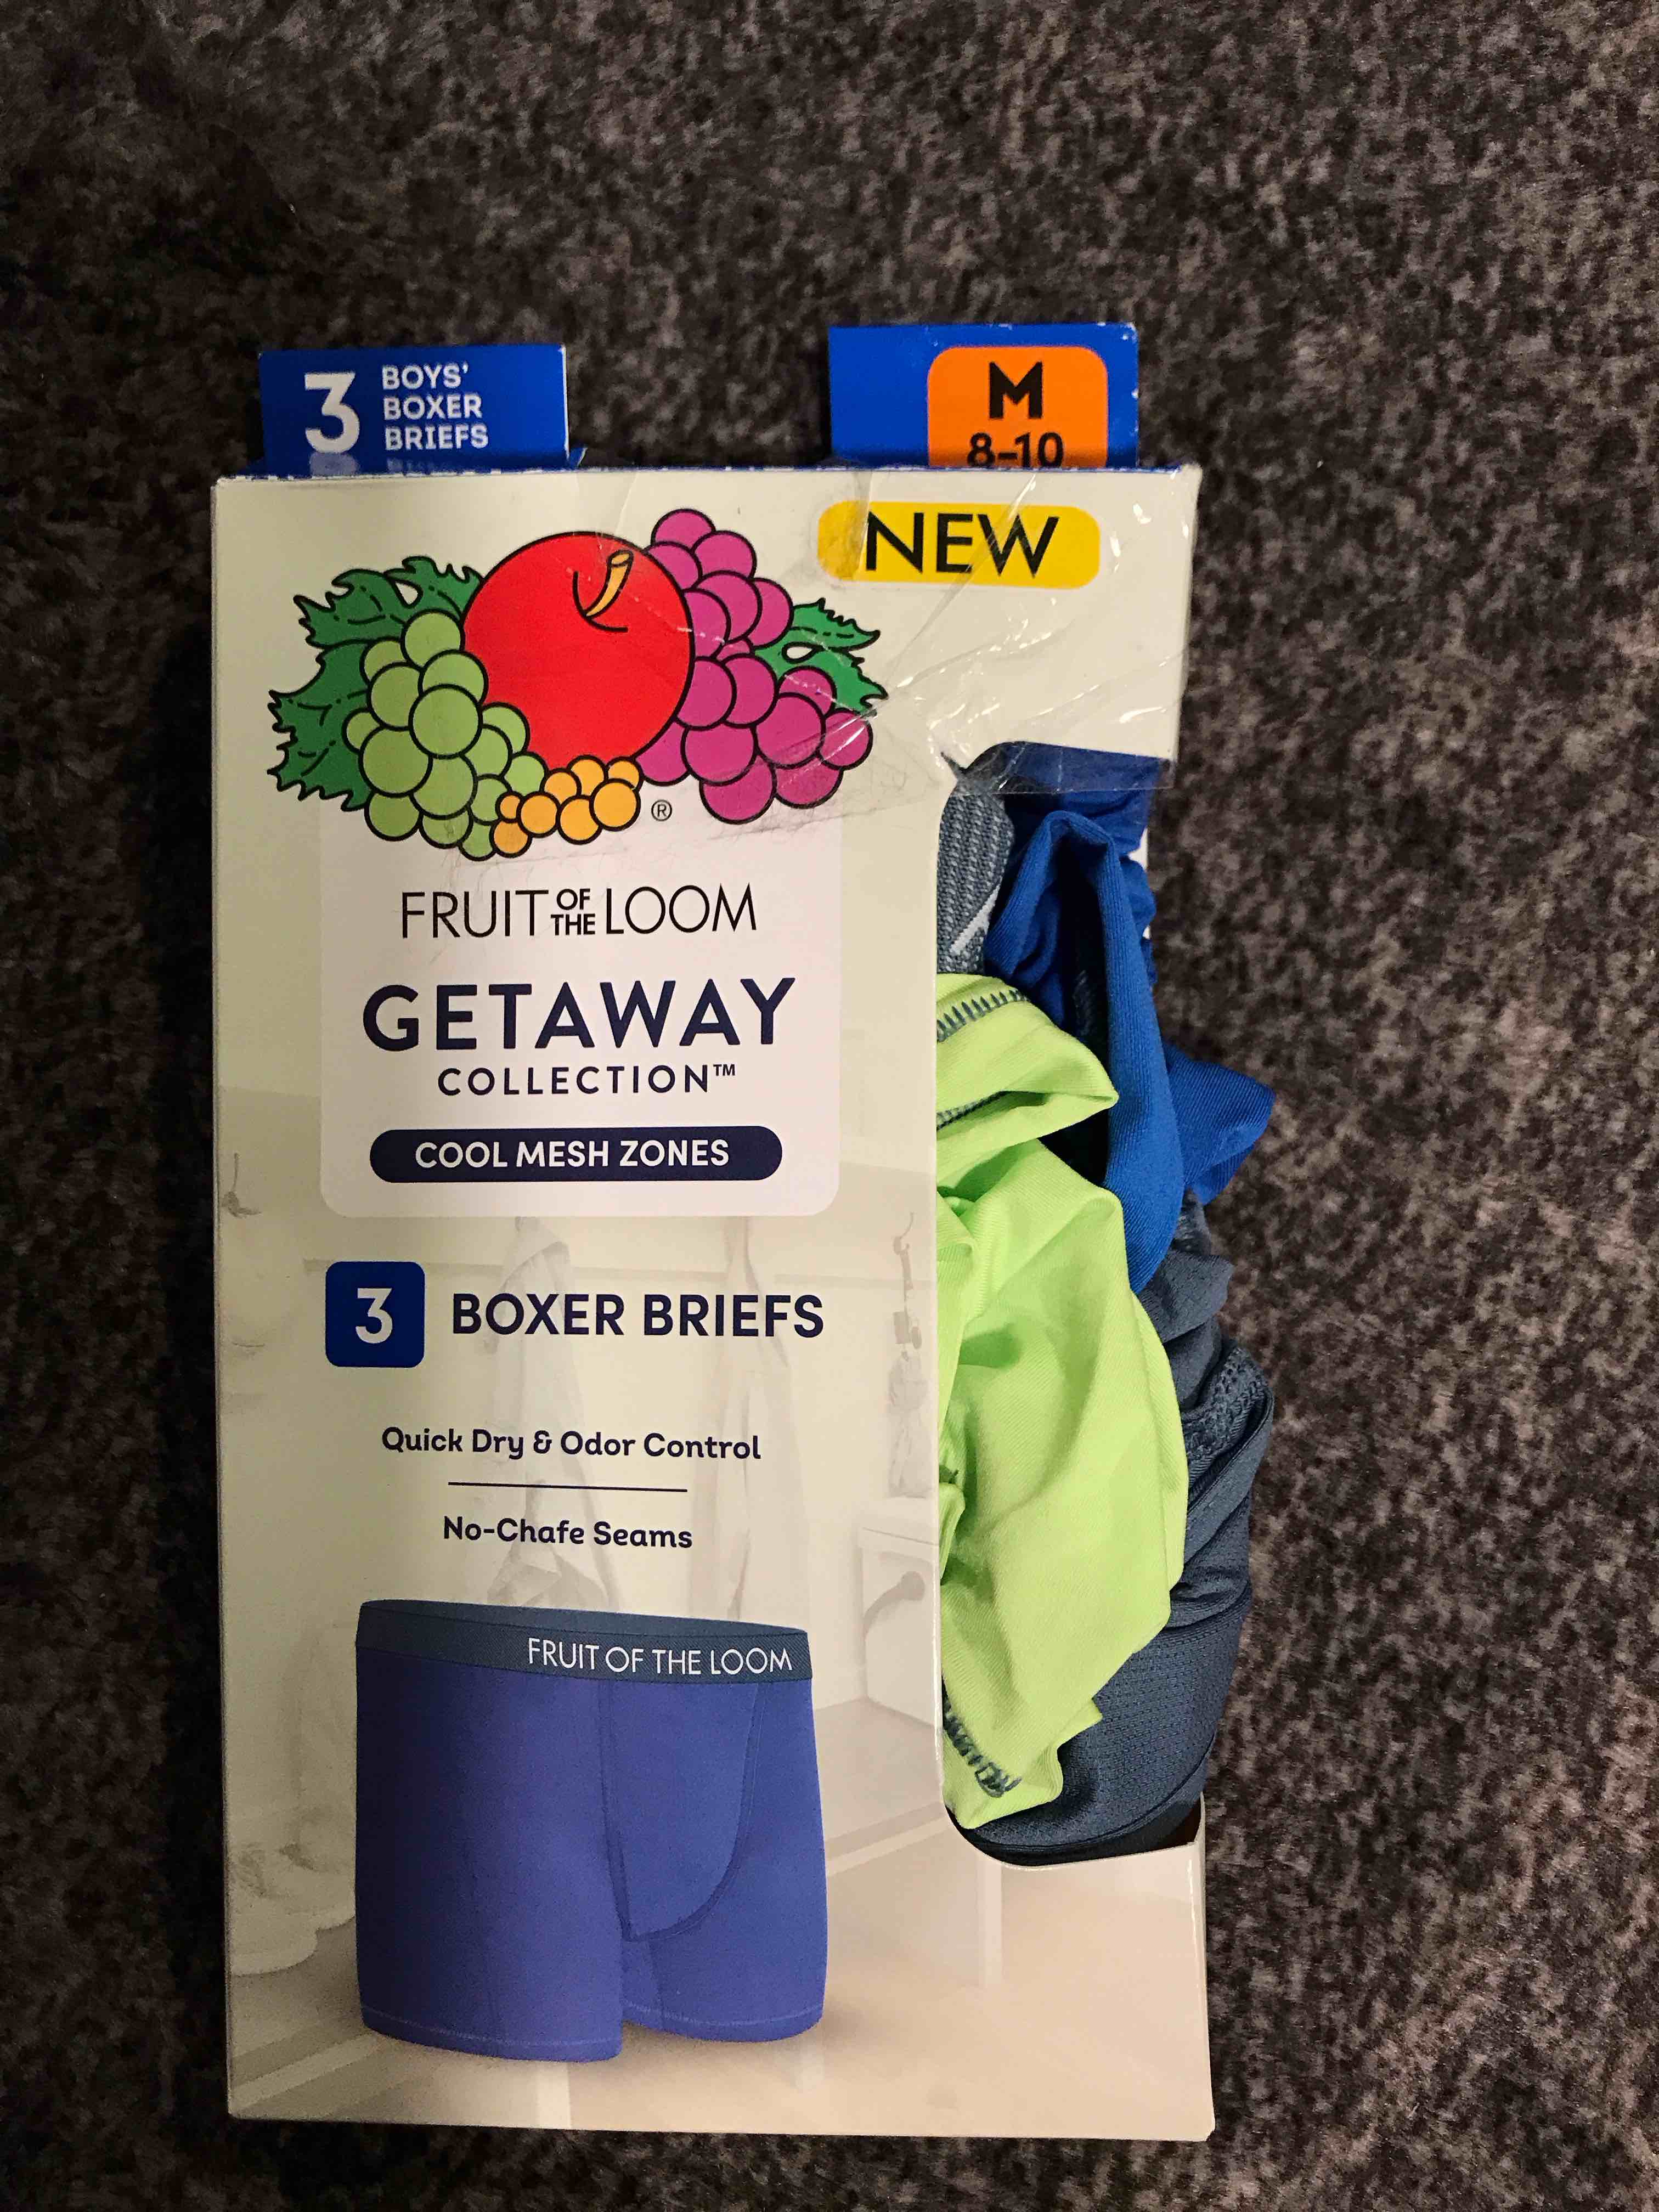 3 BOYS'
BOXER
BRIEFS
M
8-10
NEW
®
FRUIT OF THE LOOM
GETAWAY
COLLECTION™
COOL MESH ZONES
3 BOXER BRIEFS
Quick Dry & Odor Control
No-Chafe Seams
FRUIT OF THE LOOM